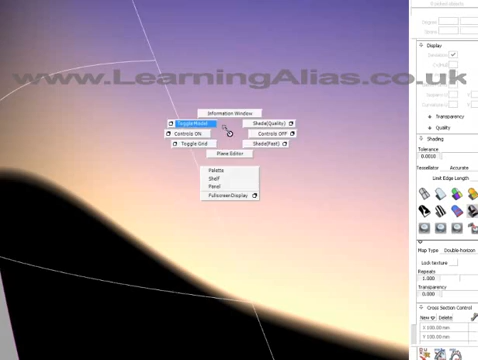 Display
www.LearningAlias.co.uk
Information Window
Toggle Model
Shade(Quality)
Controls ON
Controls OFF
Toggle Grid
Shade(Fast)
Plane Editor
Palette
Shelf
Panel
FullscreenDisplay
Transparency
Quality
Shading
Tolerance
0.0010
Tessellator Accurate
Limit Edge Length
Map Type Double-horizon
Lock texture
Repeats
1.000
Transparency
0.000
Cross Section Control
New Delete
X 100.00 mm
Y 100.00 mm